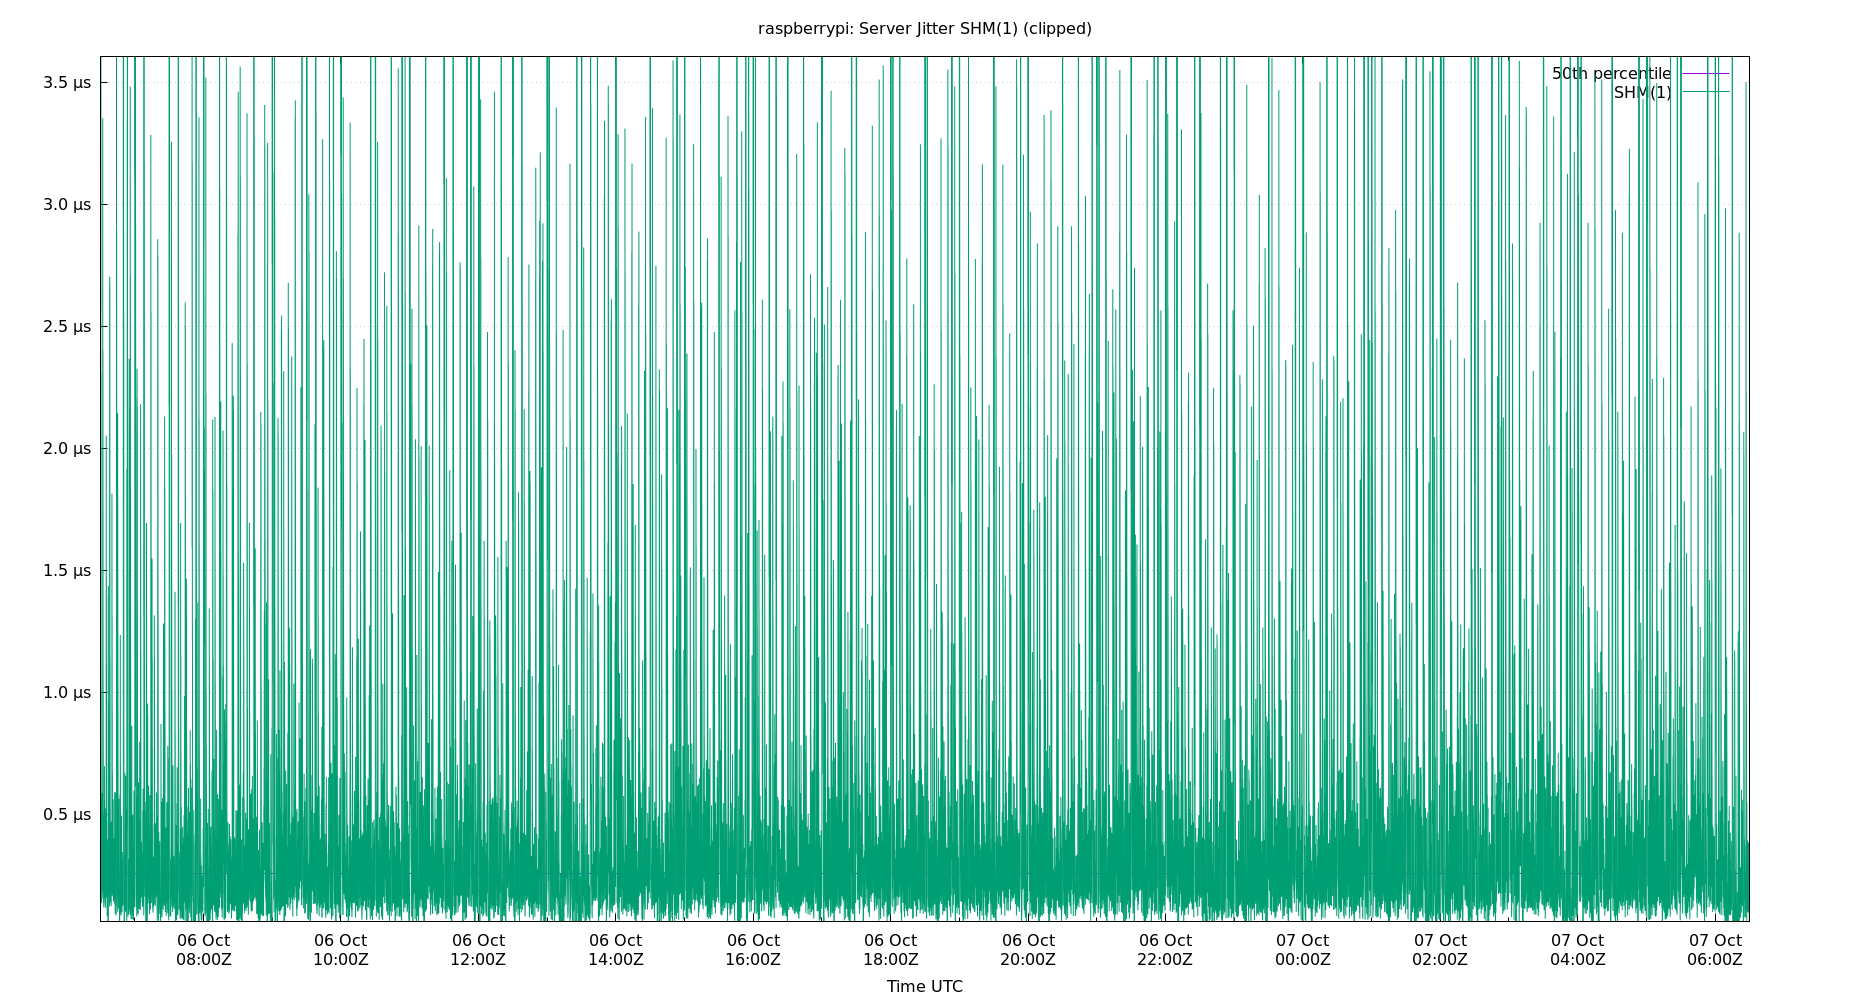 raspberrypi: Server Jitter SHM(1) (clipped)
50th percentile
SHM(1)
3.5 µs
3.0 µs
2.5 µs
2.0 µs
1.5 µs
1.0 µs
0.5 µs
06 Oct 06 Oct 06 Oct 06 Oct 06 Oct 06 Oct 06 Oct 06 Oct 07 Oct 07 Oct 07 Oct 07 Oct
08:00Z 10:00Z 12:00Z 14:00Z 16:00Z 18:00Z 20:00Z 22:00Z 00:00Z 02:00Z 04:00Z 06:00Z
Time UTC